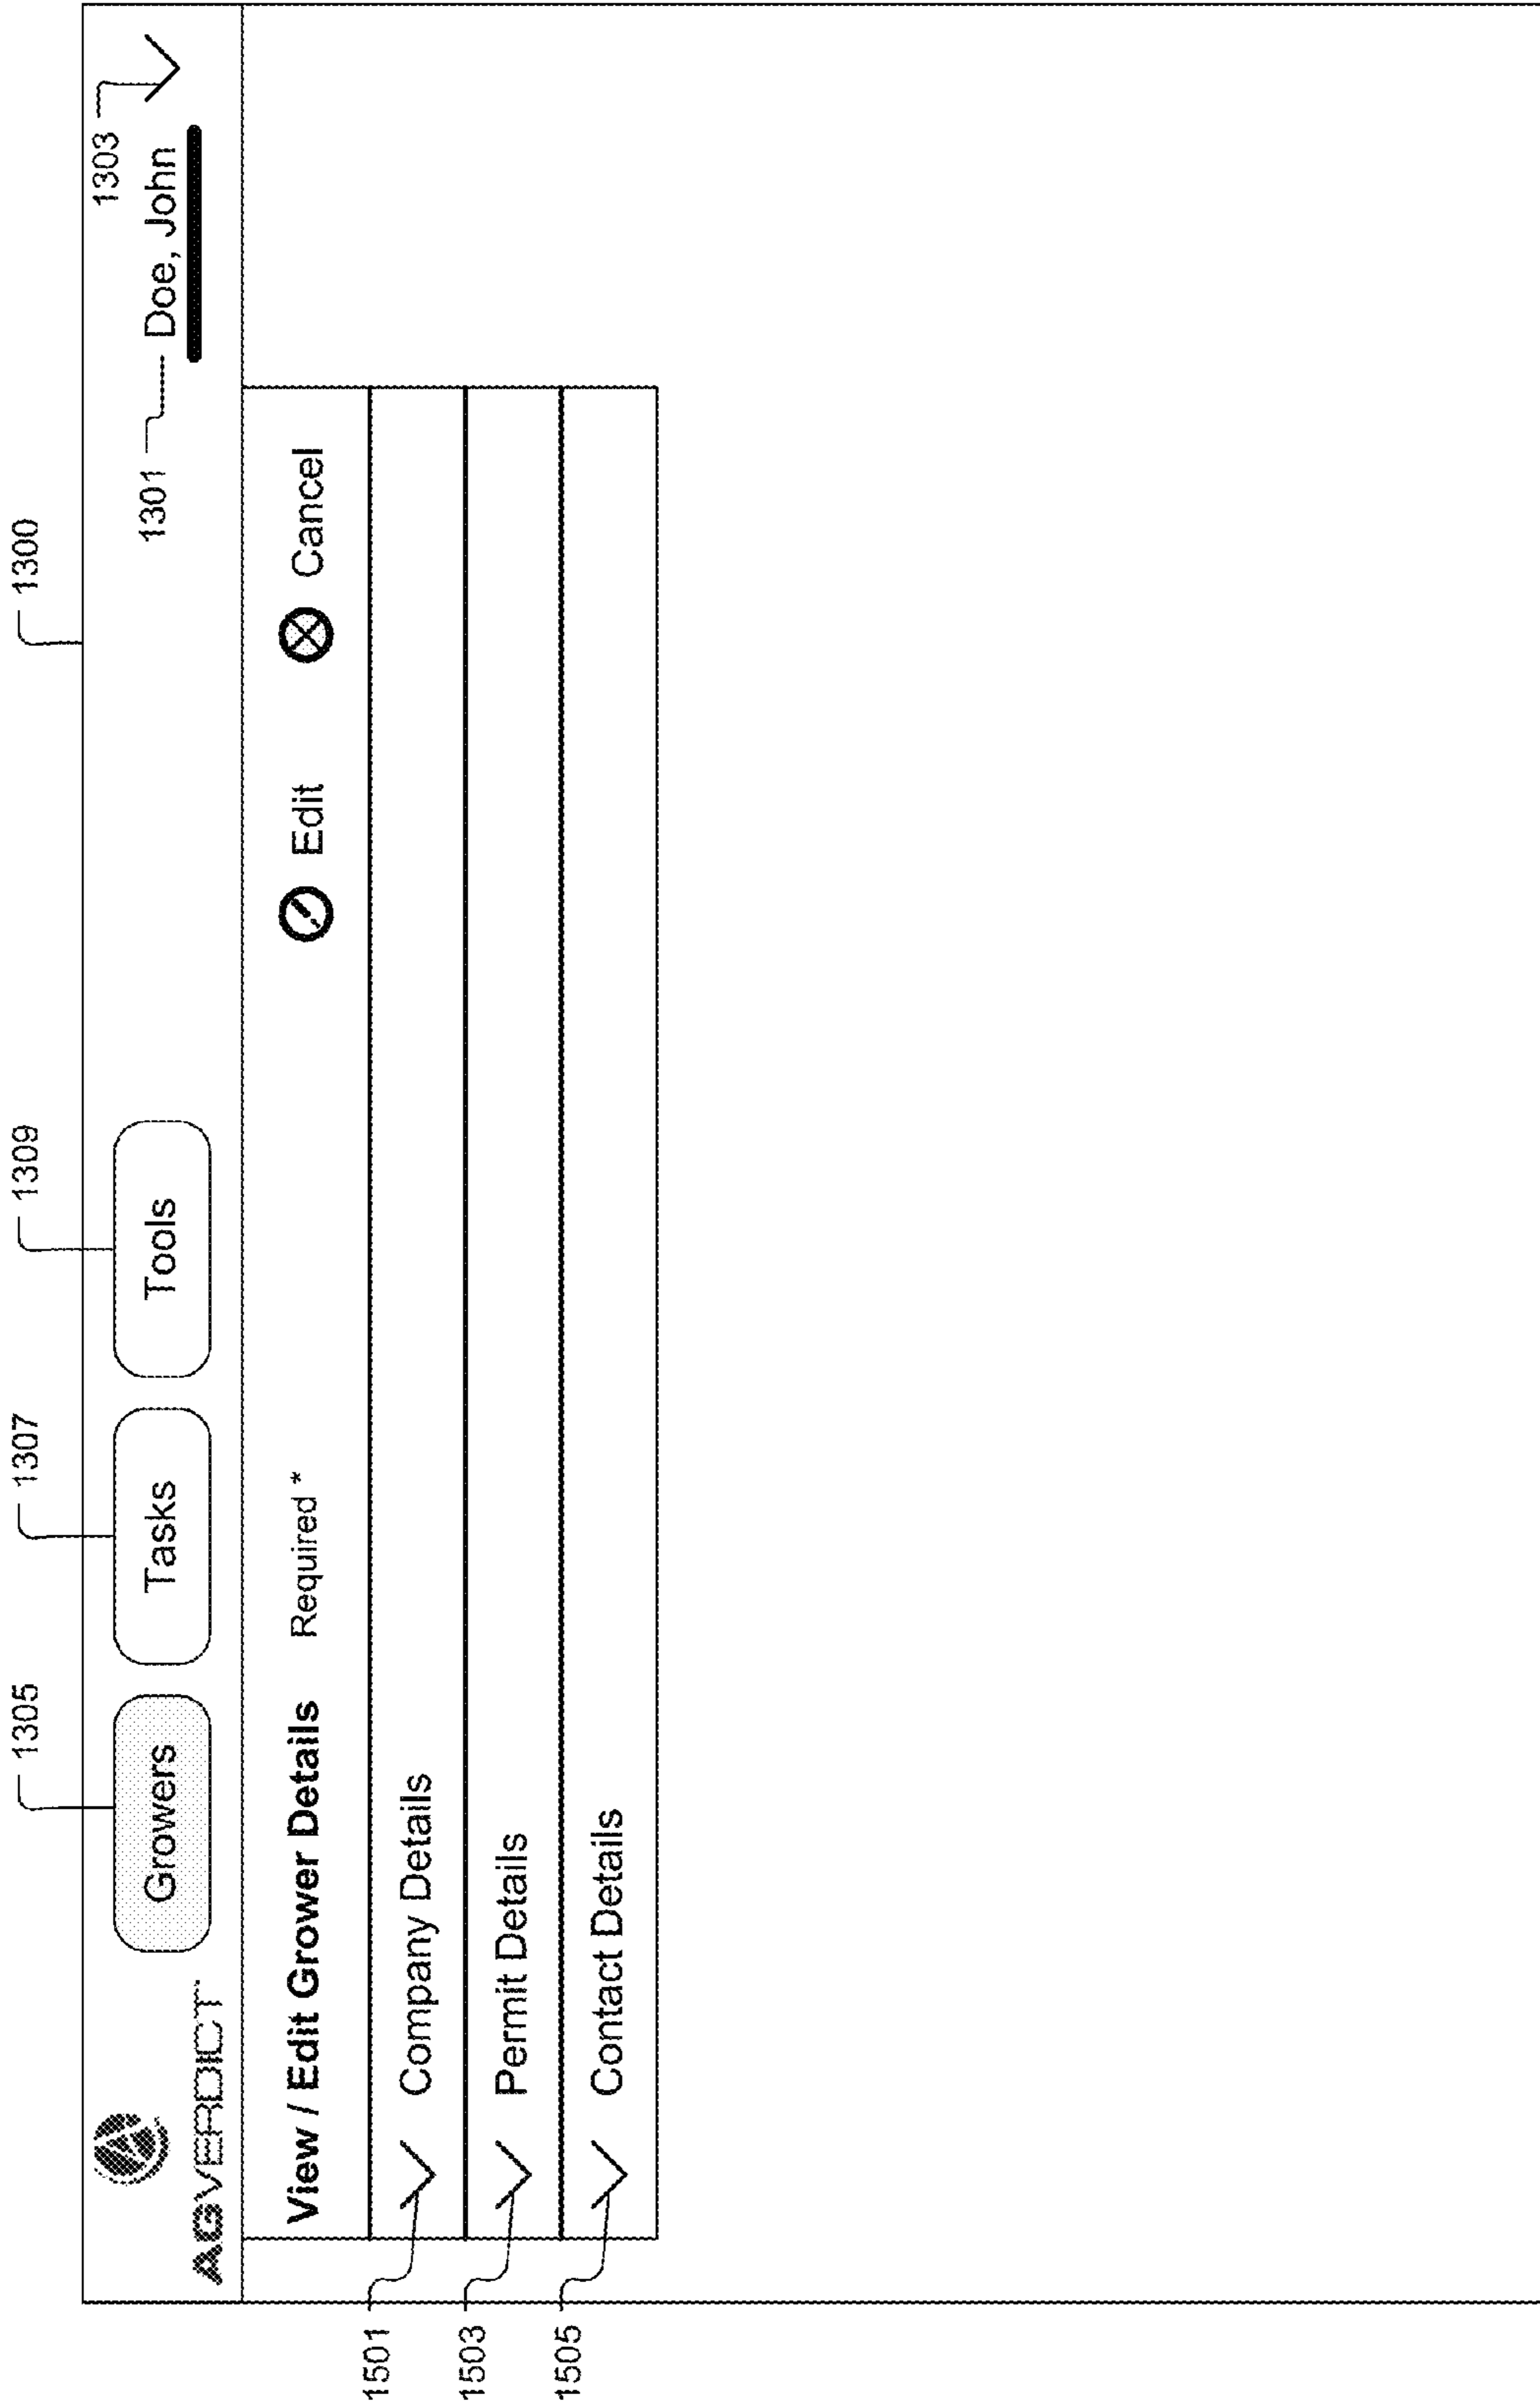 1300
1305
1307
1309
1303
AGVERDICT
Growers
Tasks
Tools
1301
Doe, John
View / Edit Grower Details
Required *
Edit
Cancel
1501
Company Details
1503
Permit Details
1505
Contact Details